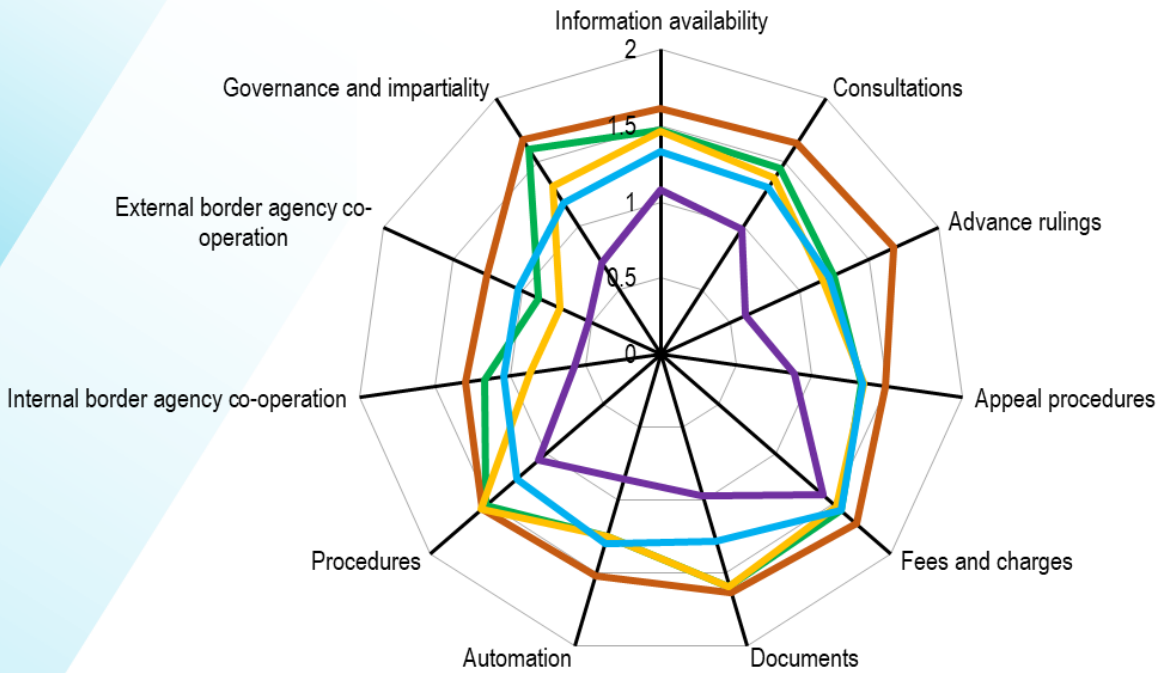 Information availability
2
Governance and impartiality
Consultations
1.5
External border agency co-
operation
1
Advance rulings
0.5
0
Internal border agency co-operation
Appeal procedures
Procedures
Fees and charges
Automation
Documents